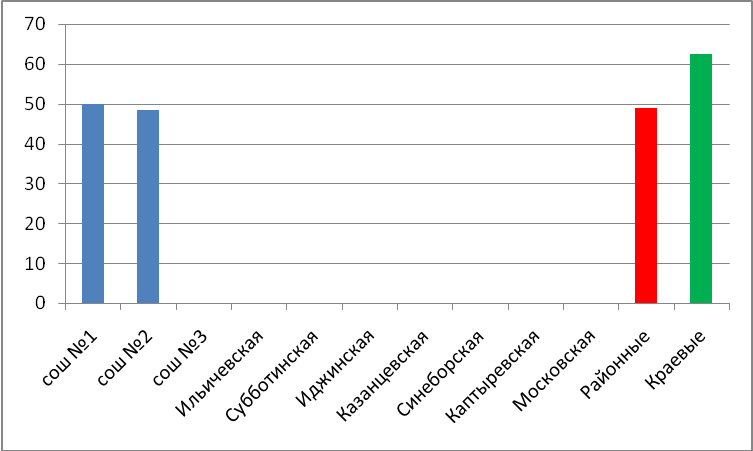 70
60
50
40
30
20
10
0
сош №1
сош №2
сош №3
Ильичевская
Субботинская
Иджинская
Казанцевская
Синеборская
Каптыревская
Московская
Районные
Краевые